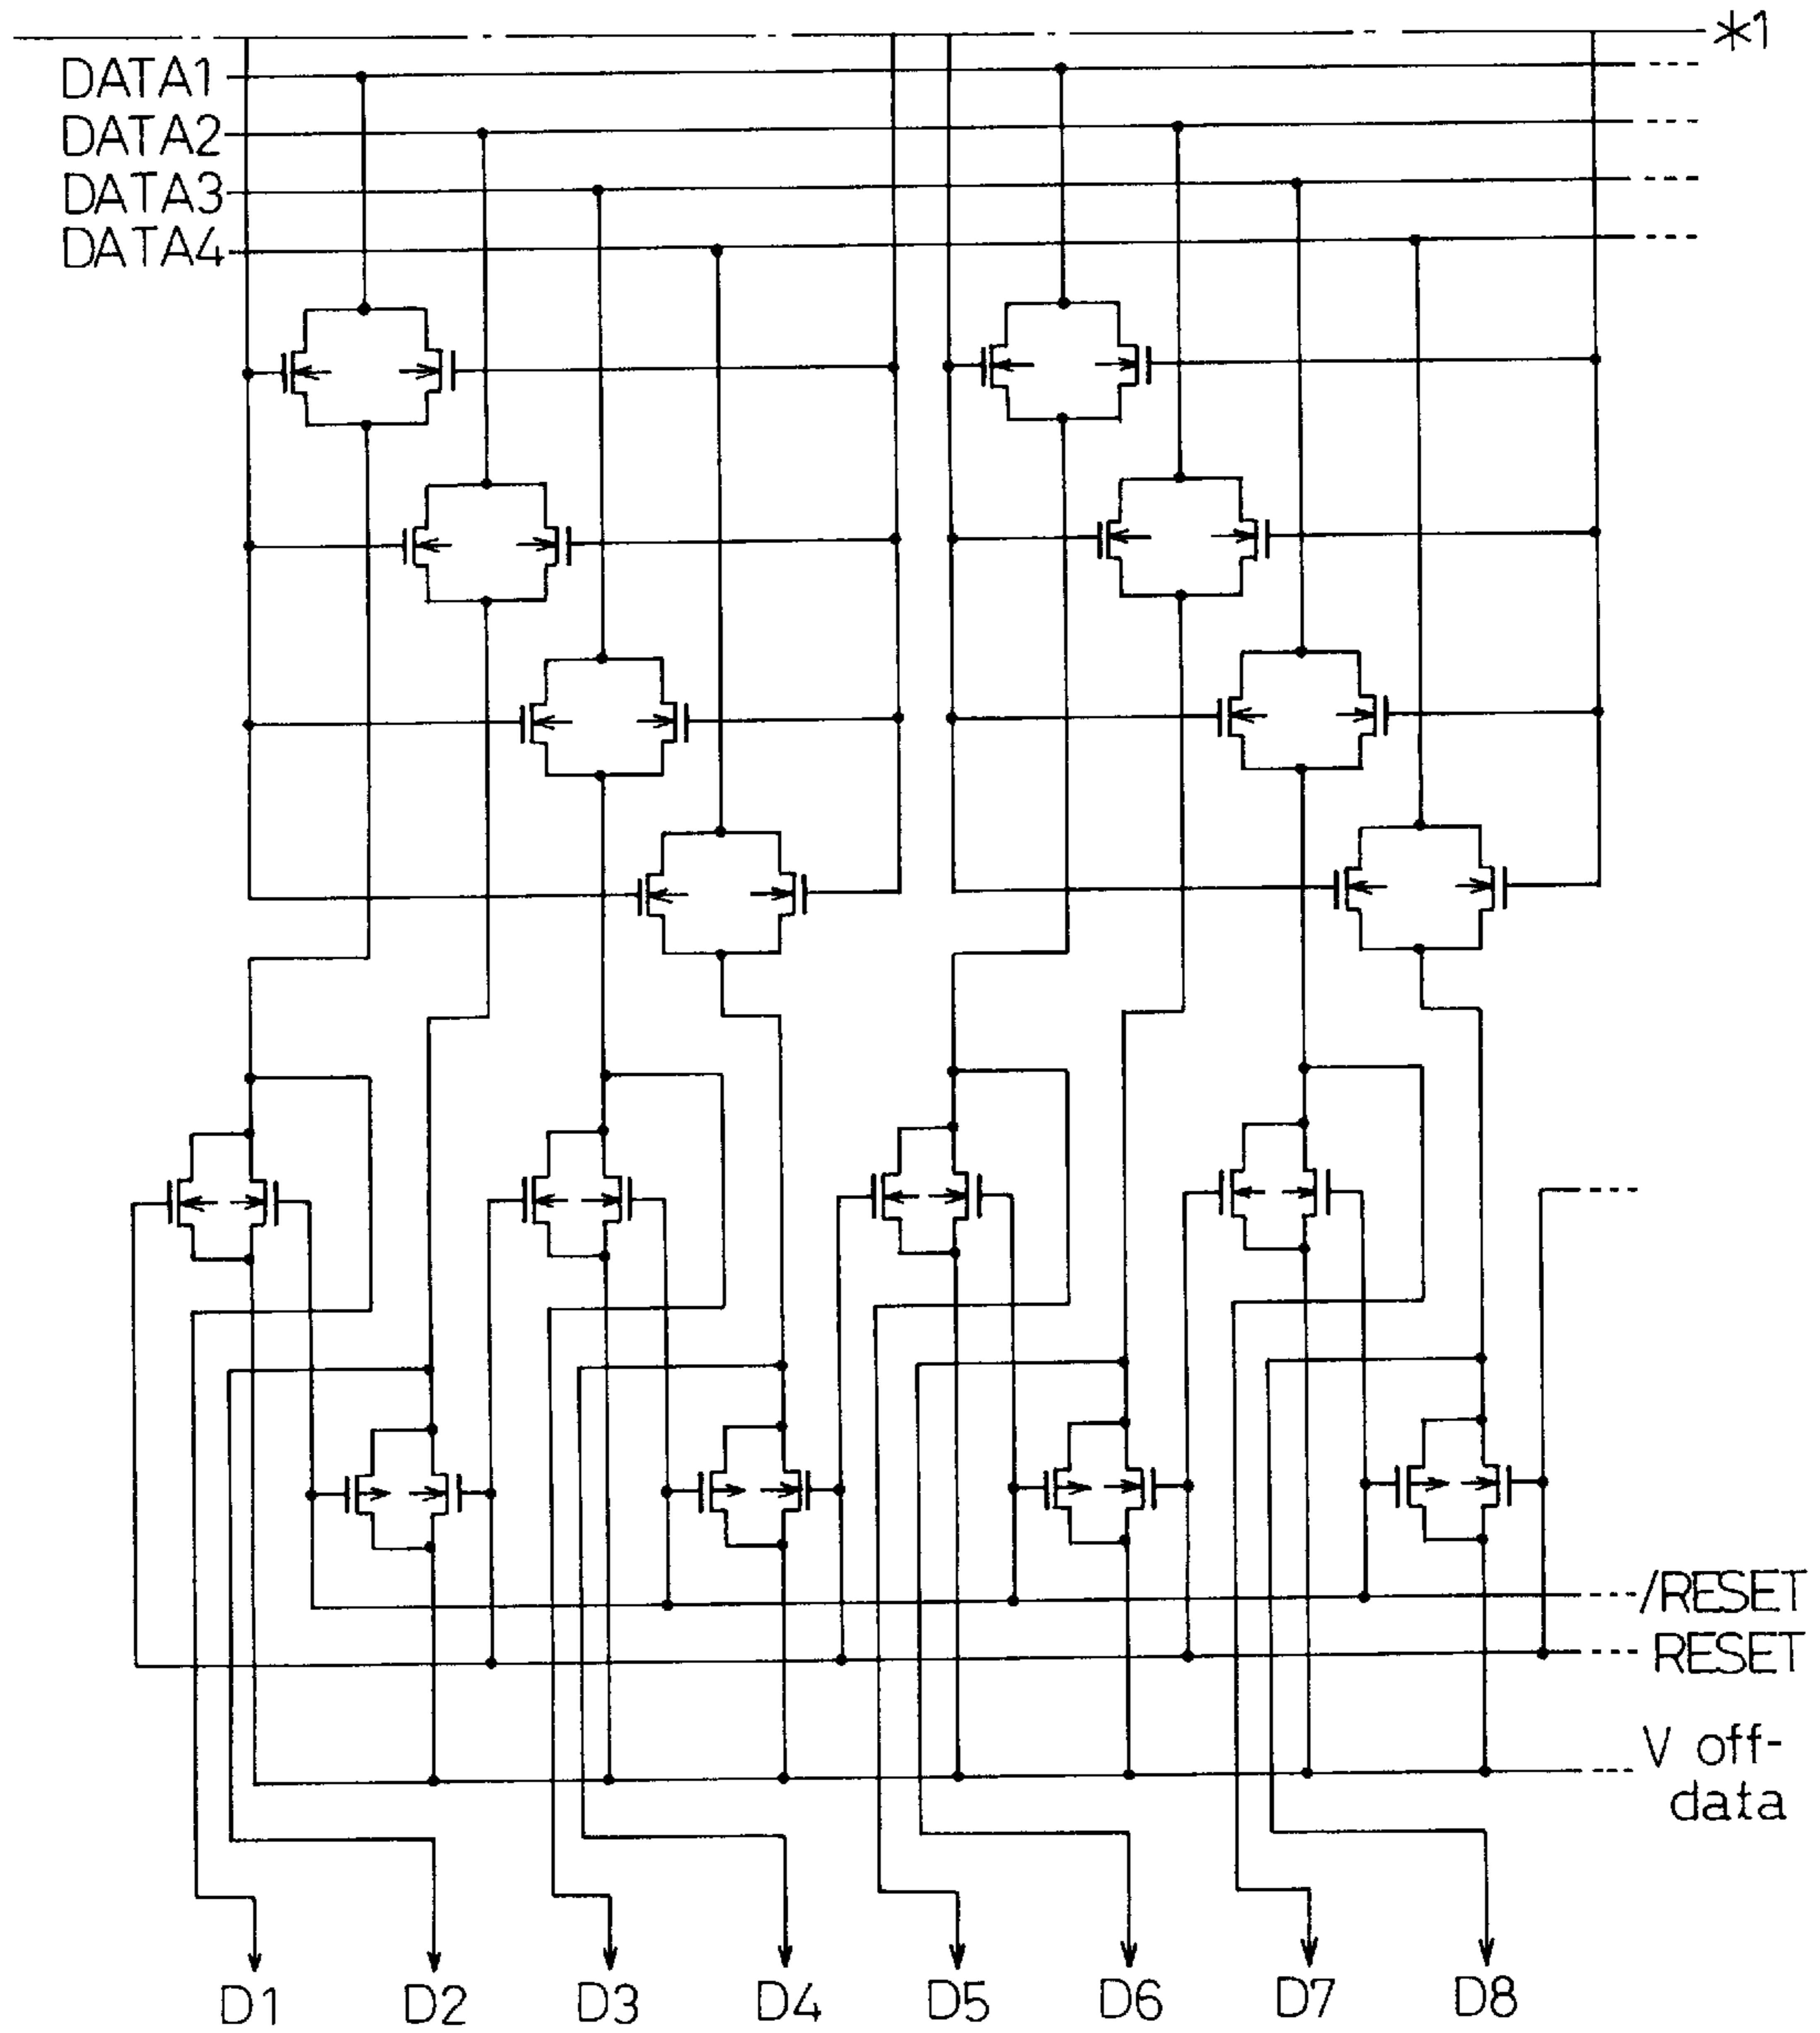 *1
DATA1
DATA2
DATA3
DATA4
/RESET
RESET
V off-
data
D1 D2 D3 D4 D5 D6 D7 D8